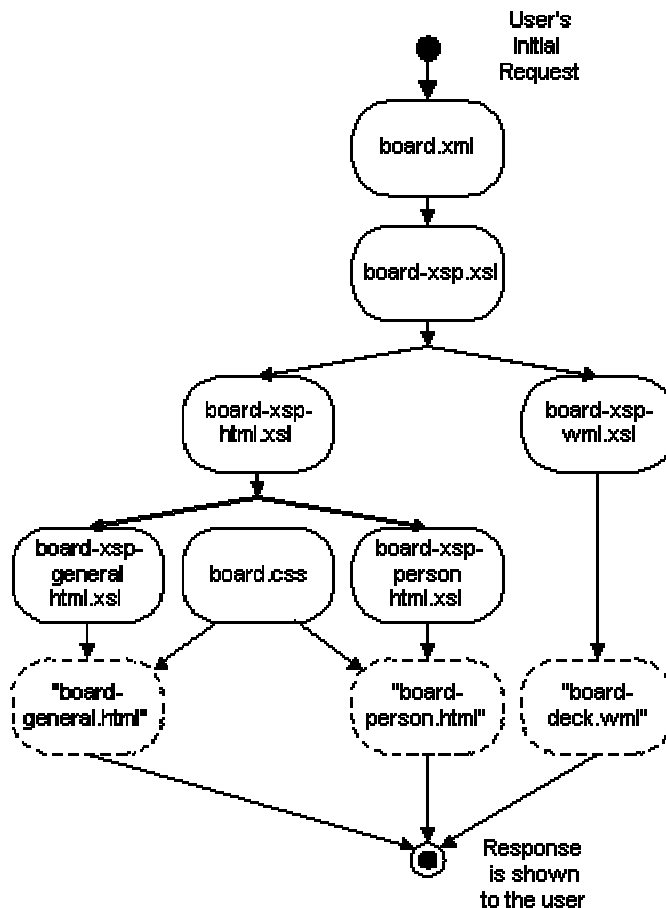 User's
Initial
Request
board.xml
board-xsp.xsl
board-xsp-
html.xsl
board-xsp-
wml.xsl
board-xsp-
general
html.xsl
board.css
board-xsp-
person
html.xsl
"board-
general.html"
"board-
person.html"
"board-
deck.wml"
Response
is shown
to the user